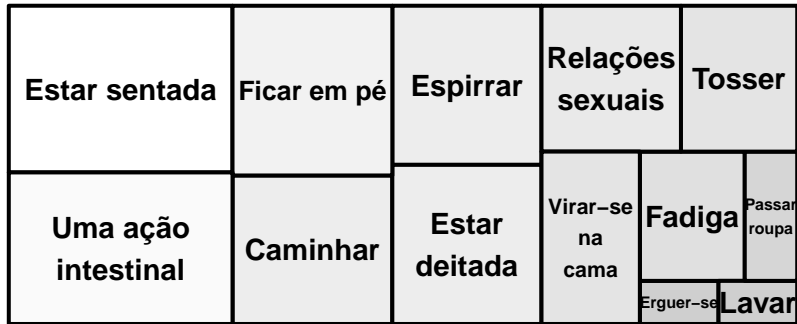 Estar sentada
Ficar em pé
Espirrar
Relações
sexuais
Tosser
Uma ação
intestinal
Caminhar
Estar
deitada
Virar−se
na
cama
Fadiga
Passar
roupa
Erguer−se
Lavar